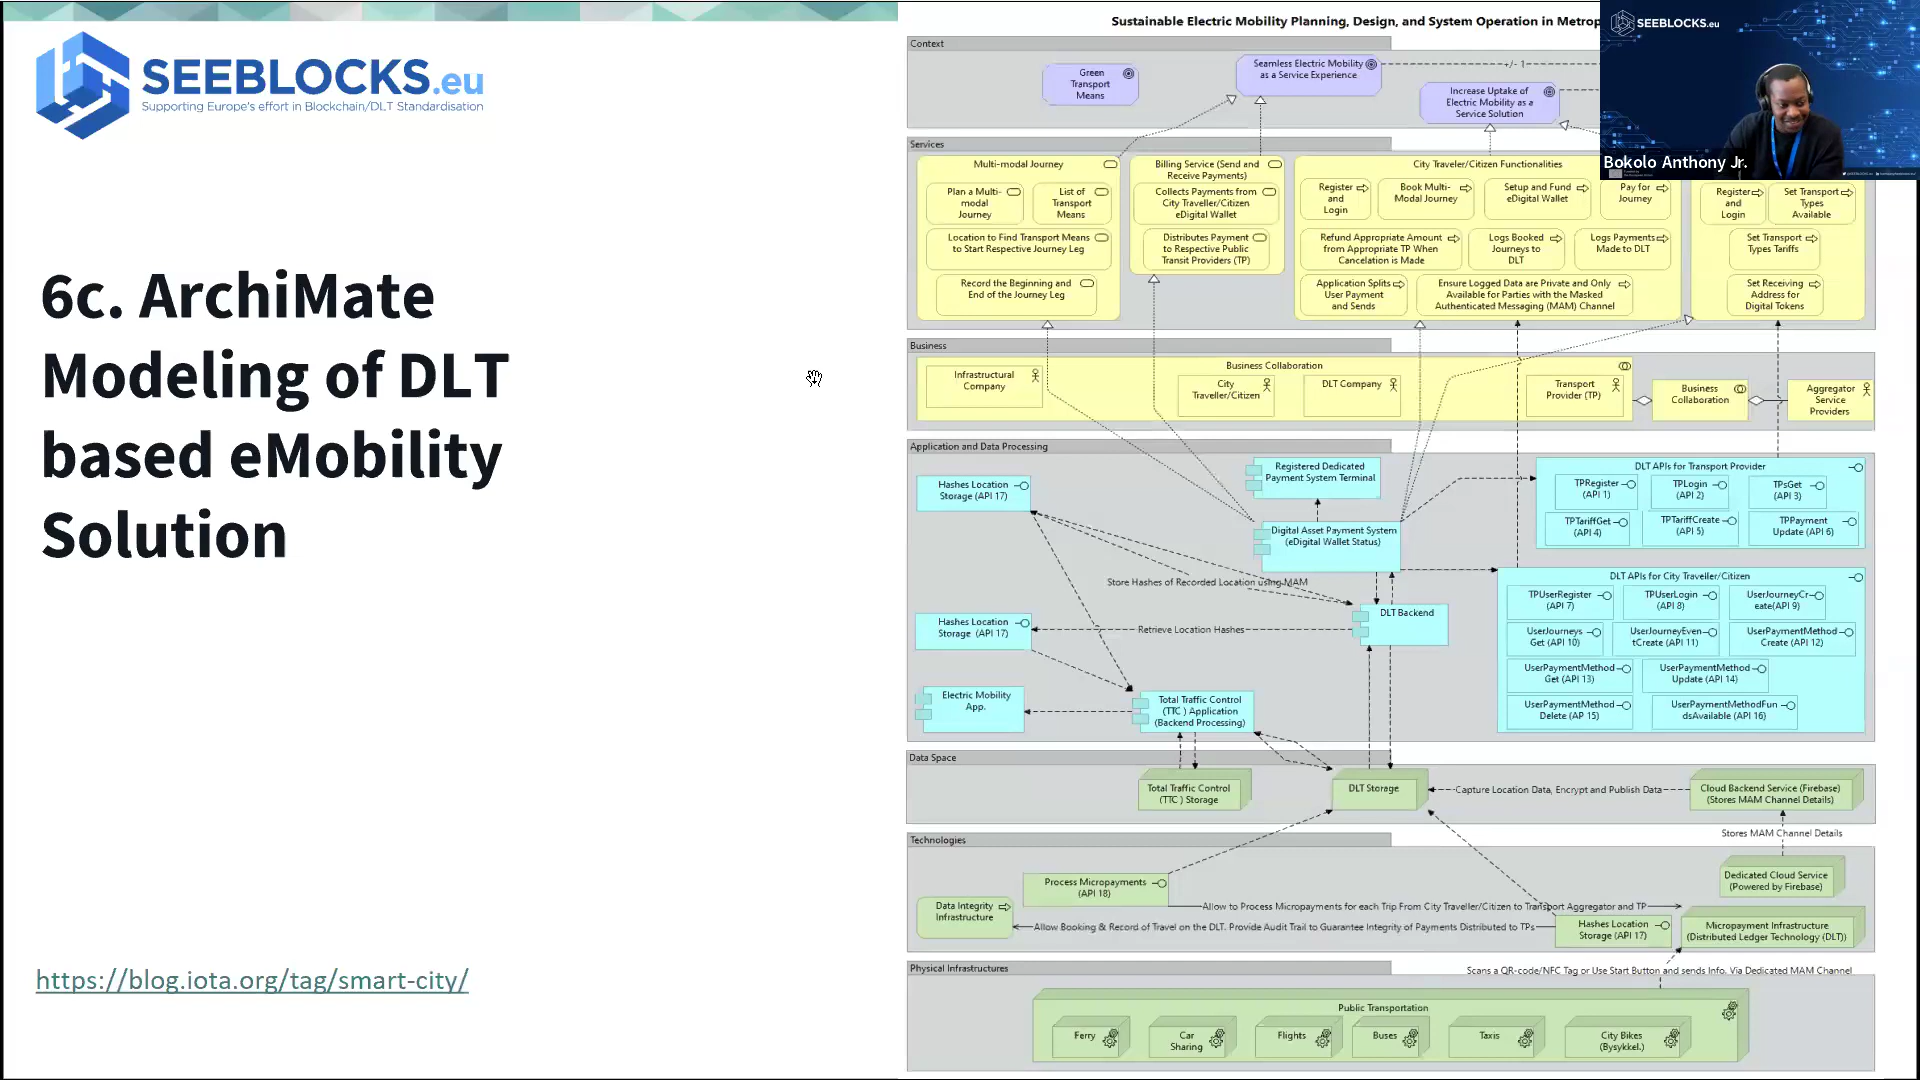 SEEBLOCKS.eu
Supporting Europe's effort in Blockchain/DLT Standardisation
6c. ArchiMate
Modeling of DLT
based eMobility
Solution
https://blog.iota.org/tag/smart-city/
Sustainable Electric Mobility Planning, Design, and System Operation in Metrop
SEEBLOCKS.eu
Bokolo Anthony Jr.
Context
Green
Transport
Means
Seamless Electric Mobility
as a Service Experience
+/- 1
Increase Uptake of
Electric Mobility as a
Service Solution
Services
Multi-modal Journey
Plan a Multi-
modal
Journey
List of
Transport
Means
Location to Find Transport Means
to Start Respective Journey Leg
Record the Beginning and
End of the Journey Leg
Billing Service (Send and
Receive Payments)
Collects Payments from
City Traveller/Citizen
eDigital Wallet
Distributes Payment
to Respective Public
Transit Providers (TP)
City Traveler/Citizen Functionalities
Register
and
Login
Book Multi-
Modal Journey
Setup and Fund
eDigital Wallet
Pay for
Journey
Refund Appropriate Amount
from Appropriate TP When
Cancelation is Made
Logs Booked
Journeys to
DLT
Logs Payments
Made to DLT
Application Splits
User Payment
and Sends
Ensure Logged Data are Private and Only
Available for Parties with the Masked
Authenticated Messaging (MAM) Channel
Register
and
Login
Set Transport
Types
Available
Set Transport
Types Tariffs
Set Receiving
Address for
Digital Tokens
Business
Business Collaboration
Infrastructural
Company
City
Traveller/Citizen
DLT Company
Transport
Provider (TP)
Business
Collaboration
Aggregator
Service
Providers
Application and Data Processing
Hashes Location
Storage (API 17)
Registered Dedicated
Payment System Terminal
Digital Asset Payment System
(eDigital Wallet Status)
Store Hashes of Recorded Location using MAM
DLT Backend
Hashes Location
Storage (API 17)
Retrieve Location Hashes
Electric Mobility
App.
Total Traffic Control
(TTC ) Application
(Backend Processing)
DLT APIs for Transport Provider
TPRegister
(API 1)
TPLogin
(API 2)
TPsGet
(API 3)
TPTariffGet
(API 4)
TPTariffCreate
(API 5)
TPPayment
Update (API 6)
DLT APIs for City Traveller/Citizen
TPUserRegister
(API 7)
TPUserLogin
(API 8)
UserJourneyCr
eate(API 9)
UserJourneys
Get (API 10)
UserJourneyEven
tCreate (API 11)
UserPaymentMethod
Create (API 12)
UserPaymentMethod
Get (API 13)
UserPaymentMethod
Update (API 14)
UserPaymentMethod
Delete (AP 15)
UserPaymentMethodFun
dsAvailable (API 16)
Data Space
Total Traffic Control
(TTC ) Storage
DLT Storage
Capture Location Data, Encrypt and Publish Data
Cloud Backend Service (Firebase)
(Stores MAM Channel Details)
Stores MAM Channel Details
Technologies
Dedicated Cloud Service
(Powered by Firebase)
Process Micropayments
(API 18)
Data Integrity
Infrastructure
Allow to Process Micropayments for each Trip From City Traveller/Citizen to Transport Aggregator and TP
Allow Booking & Record of Travel on the DLT. Provide Audit Trail to Guarantee Integrity of Payments Distributed to TPs
Hashes Location
Storage (API 17)
Micropayment Infrastructure
(Distributed Ledger Technology (DLT))
Physical Infrastructures
Scans a QR-code/NFC Tag or Use Start Button and sends Info. Via Dedicated MAM Channel
Public Transportation
Ferry
Car
Sharing
Flights
Buses
Taxis
City Bikes
(Bysykkel.)